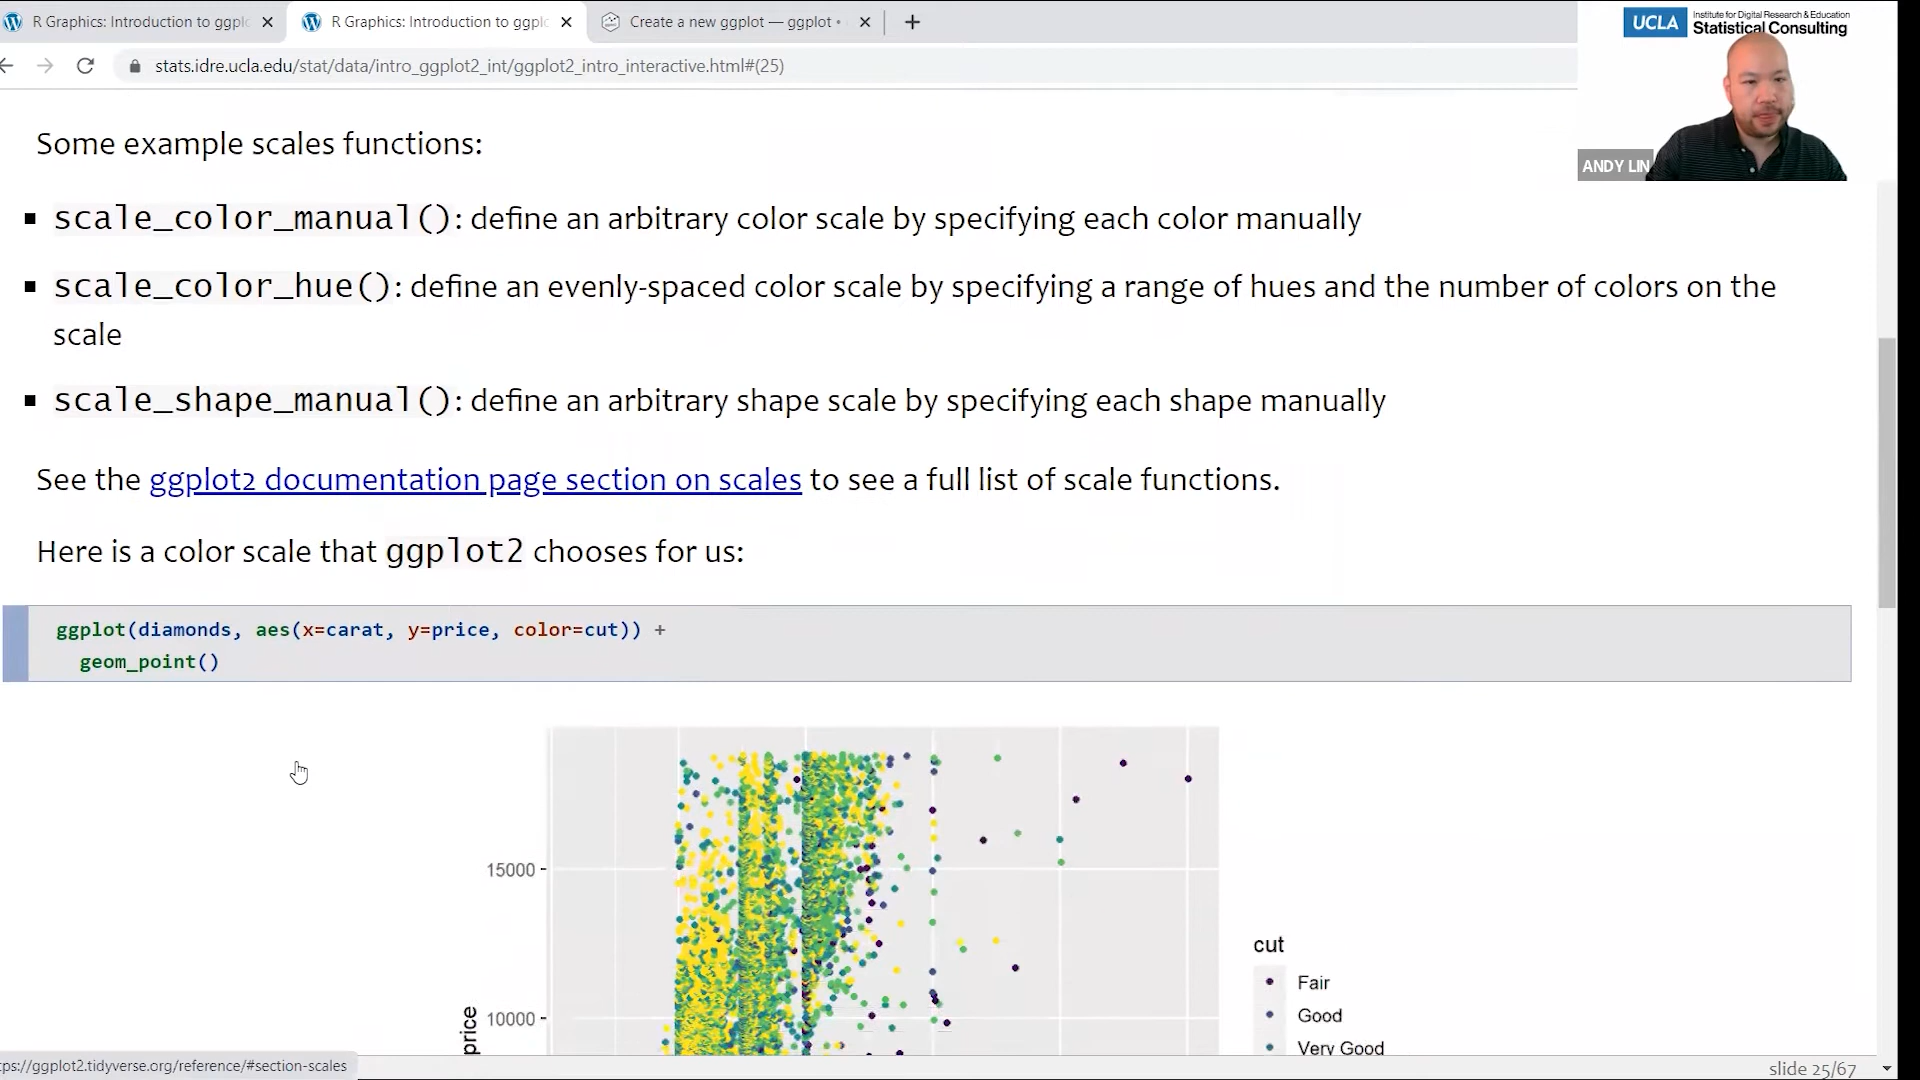 R Graphics: Introduction to ggpl
R Graphics: Introduction to ggpl
Create a new ggplot — ggplot •
stats.idre.ucla.edu/stat/data/intro_ggplot2_int/ggplot2_intro_interactive.html#(25)
UCLA
Institute for Digital Research & Education
Statistical Consulting
ANDY LIN
Some example scales functions:
scale_color_manual(): define an arbitrary color scale by specifying each color manually
scale_color_hue(): define an evenly-spaced color scale by specifying a range of hues and the number of colors on the
scale
scale_shape_manual(): define an arbitrary shape scale by specifying each shape manually
See the ggplot2 documentation page section on scales to see a full list of scale functions.
Here is a color scale that ggplot2 chooses for us:
ggplot(diamonds, aes(x=carat, y=price, color=cut)) +
geom_point()
15000
10000
price
cut
Fair
Good
Very Good
ps://ggplot2.tidyverse.org/reference/#section-scales
slide 25/67